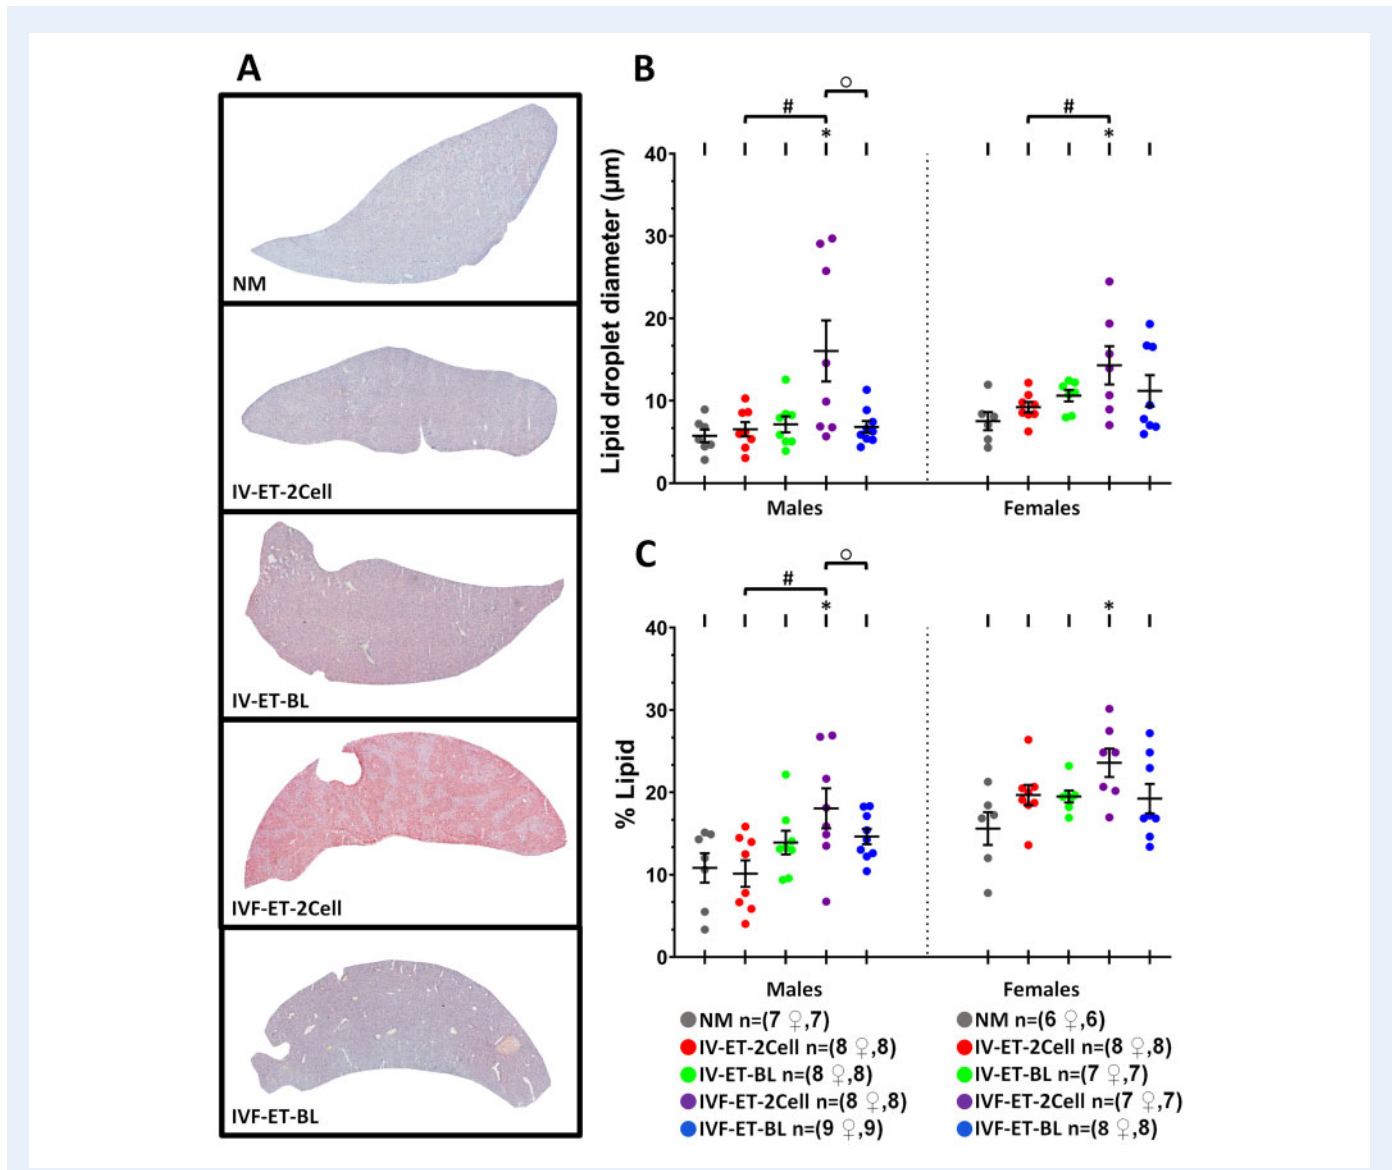 A
NM
IV-ET-2Cell
IV-ET-BL
IVF-ET-2Cell
IVF-ET-BL
B
○
# #
* *
Lipid droplet diameter (µm)
40
30
20
10
0
Males Females
C
○
#
* *
% Lipid
40
30
20
10
0
Males Females
NM n=(7 ♀,7) NM n=(6 ♀,6)
IV-ET-2Cell n=(8 ♀,8) IV-ET-2Cell n=(8 ♀,8)
IV-ET-BL n=(8 ♀,8) IV-ET-BL n=(7 ♀,7)
IVF-ET-2Cell n=(8 ♀,8) IVF-ET-2Cell n=(7 ♀,7)
IVF-ET-BL n=(9 ♀,9) IVF-ET-BL n=(8 ♀,8)